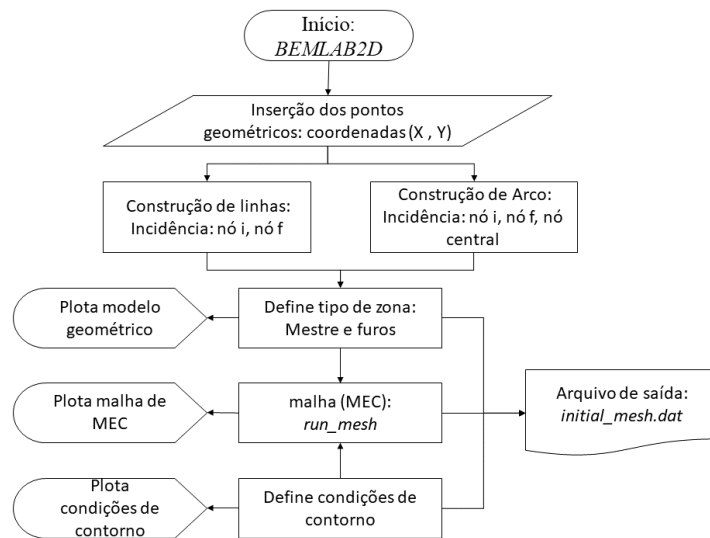 Início:
BEMLAB2D
Inserção dos pontos
geométricos: coordenadas (X , Y)
Construção de linhas:
Incidência: nó i, nó f
Construção de Arco:
Incidência: nó i, nó f, nó
central
Plota modelo
geométrico
Define tipo de zona:
Mestre e furos
Plota malha de
MEC
malha (MEC):
run_mesh
Arquivo de saída:
initial_mesh.dat
Plota
condições de
contorno
Define condições de
contorno